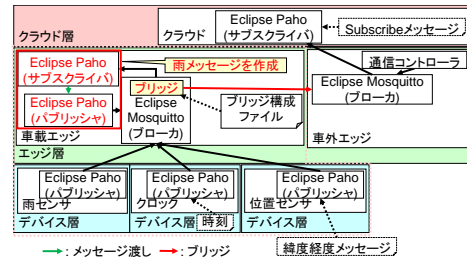 クラウド層
クラウド
Eclipse Paho
(サブスクライバ)
Subscribeメッセージ
Eclipse Paho
(サブスクライバ)
雨メッセージを作成
ブリッジ
Eclipse Paho
(パブリッシャ)
Eclipse
Mosquitto
(ブローカ)
ブリッジ構成
ファイル
通信コントローラ
Eclipse Mosquitto
(ブローカ)
車載エッジ
車外エッジ
エッジ層
Eclipse Paho
(パブリッシャ)
雨センサ
デバイス層
Eclipse Paho
(パブリッシャ)
クロック
デバイス層
時刻
Eclipse Paho
(パブリッシャ)
位置センサ
デバイス層
緯度経度メッセージ
→: メッセージ渡し
→: ブリッジ